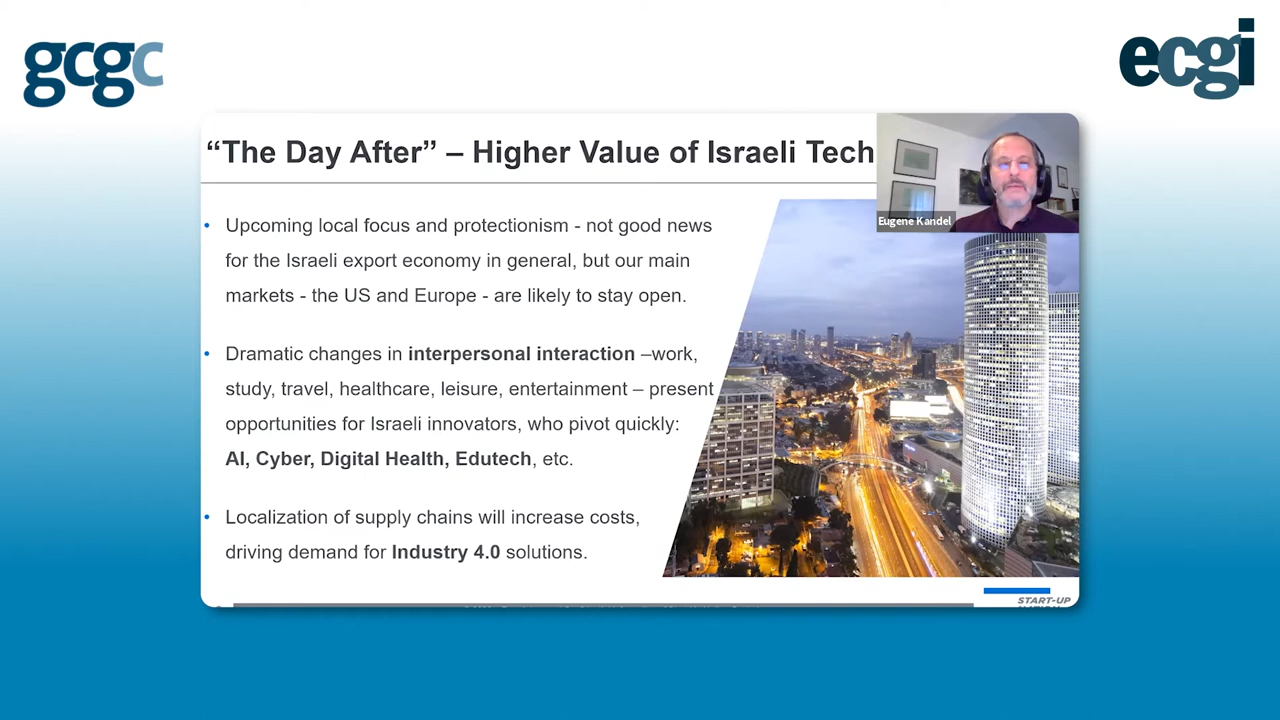 gcgc
ecgi
“The Day After” – Higher Value of Israeli Tech
Eugene Kandel
• Upcoming local focus and protectionism - not good news
for the Israeli export economy in general, but our main
markets - the US and Europe - are likely to stay open.
• Dramatic changes in interpersonal interaction –work,
study, travel, healthcare, leisure, entertainment – present
opportunities for Israeli innovators, who pivot quickly:
AI, Cyber, Digital Health, Edutech, etc.
• Localization of supply chains will increase costs,
driving demand for Industry 4.0 solutions.
START-UP